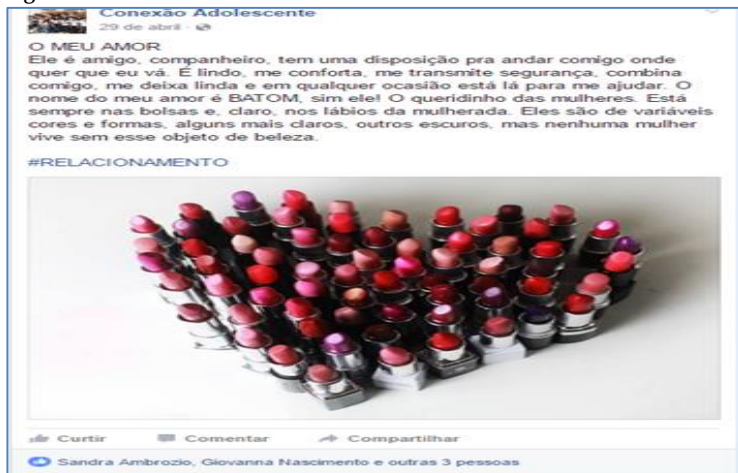 Conexão Adolescente
29 de abril ·
O MEU AMOR
Ele é amigo, companheiro, tem uma disposição pra andar comigo onde
quer que eu vá. É lindo, me conforta, me transmite segurança, combina
comigo, me deixa linda e em qualquer ocasião está lá para me ajudar. O
nome do meu amor é BATOM, sim ele! O queridinho das mulheres. Está
sempre nas bolsas e, claro, nos lábios da mulherada. Eles são de variáveis
cores e formas, alguns mais claros, outros escuros, mas nenhuma mulher
vive sem esse objeto de beleza.
#RELACIONAMENTO
Curtir Comentar Compartilhar
Sandra Ambrozio, Giovanna Nascimento e outras 3 pessoas